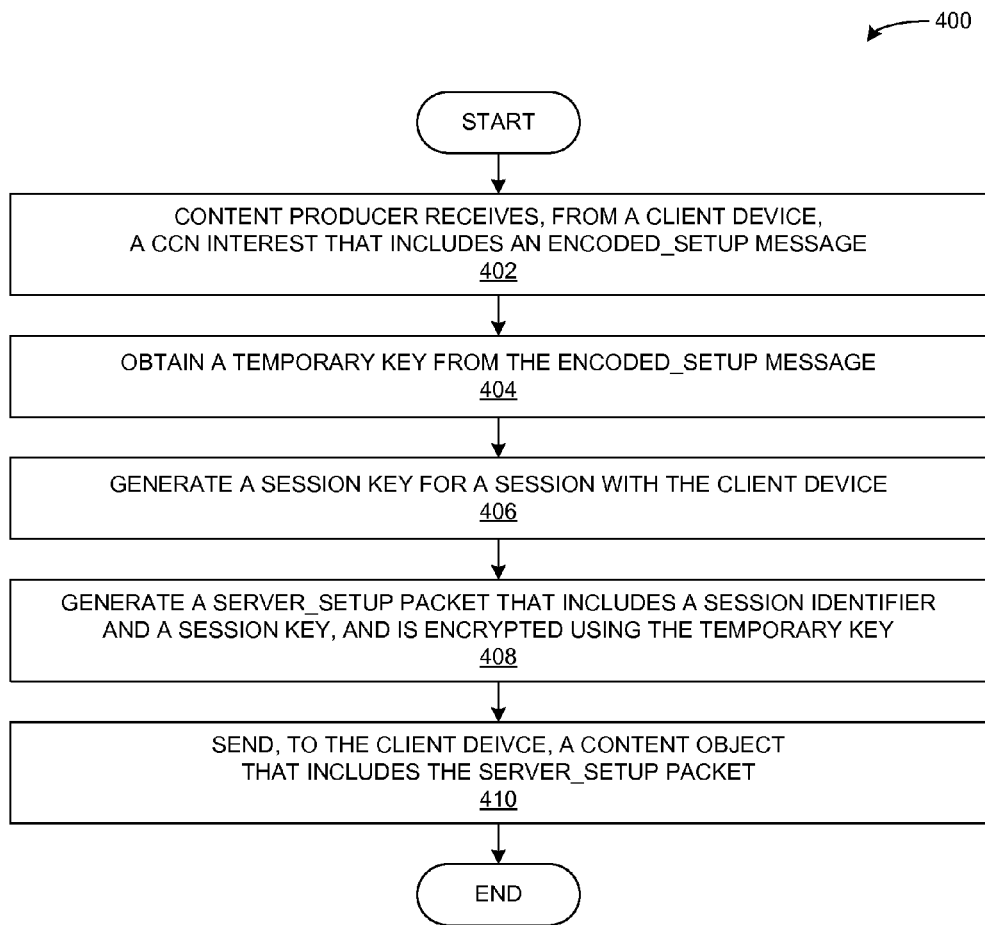 400
START
CONTENT PRODUCER RECEIVES, FROM A CLIENT DEVICE,
A CCN INTEREST THAT INCLUDES AN ENCODED_SETUP MESSAGE
402
OBTAIN A TEMPORARY KEY FROM THE ENCODED_SETUP MESSAGE
404
GENERATE A SESSION KEY FOR A SESSION WITH THE CLIENT DEVICE
406
GENERATE A SERVER_SETUP PACKET THAT INCLUDES A SESSION IDENTIFIER
AND A SESSION KEY, AND IS ENCRYPTED USING THE TEMPORARY KEY
408
SEND, TO THE CLIENT DEIVCE, A CONTENT OBJECT
THAT INCLUDES THE SERVER_SETUP PACKET
410
END